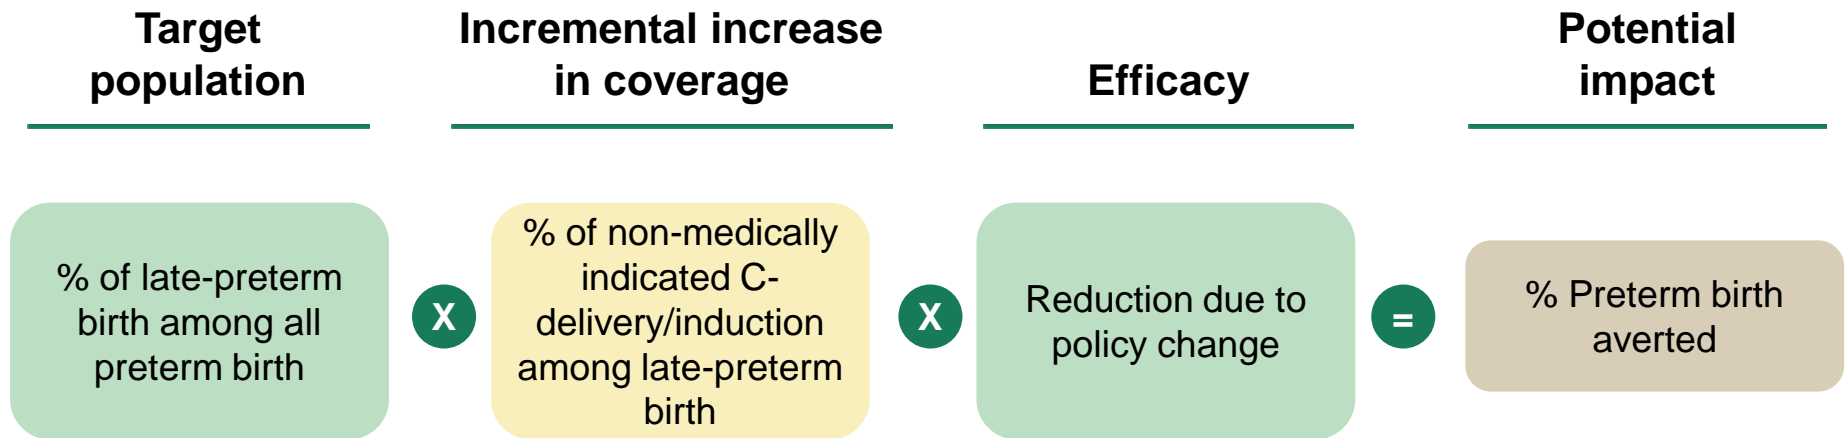 Target
population
Incremental increase
in coverage
Efficacy
Potential
impact
% of late-preterm
birth among all
preterm birth
X
% of non-medically
indicated C-
delivery/induction
among late-preterm
birth
X
Reduction due to
policy change
=
% Preterm birth
averted